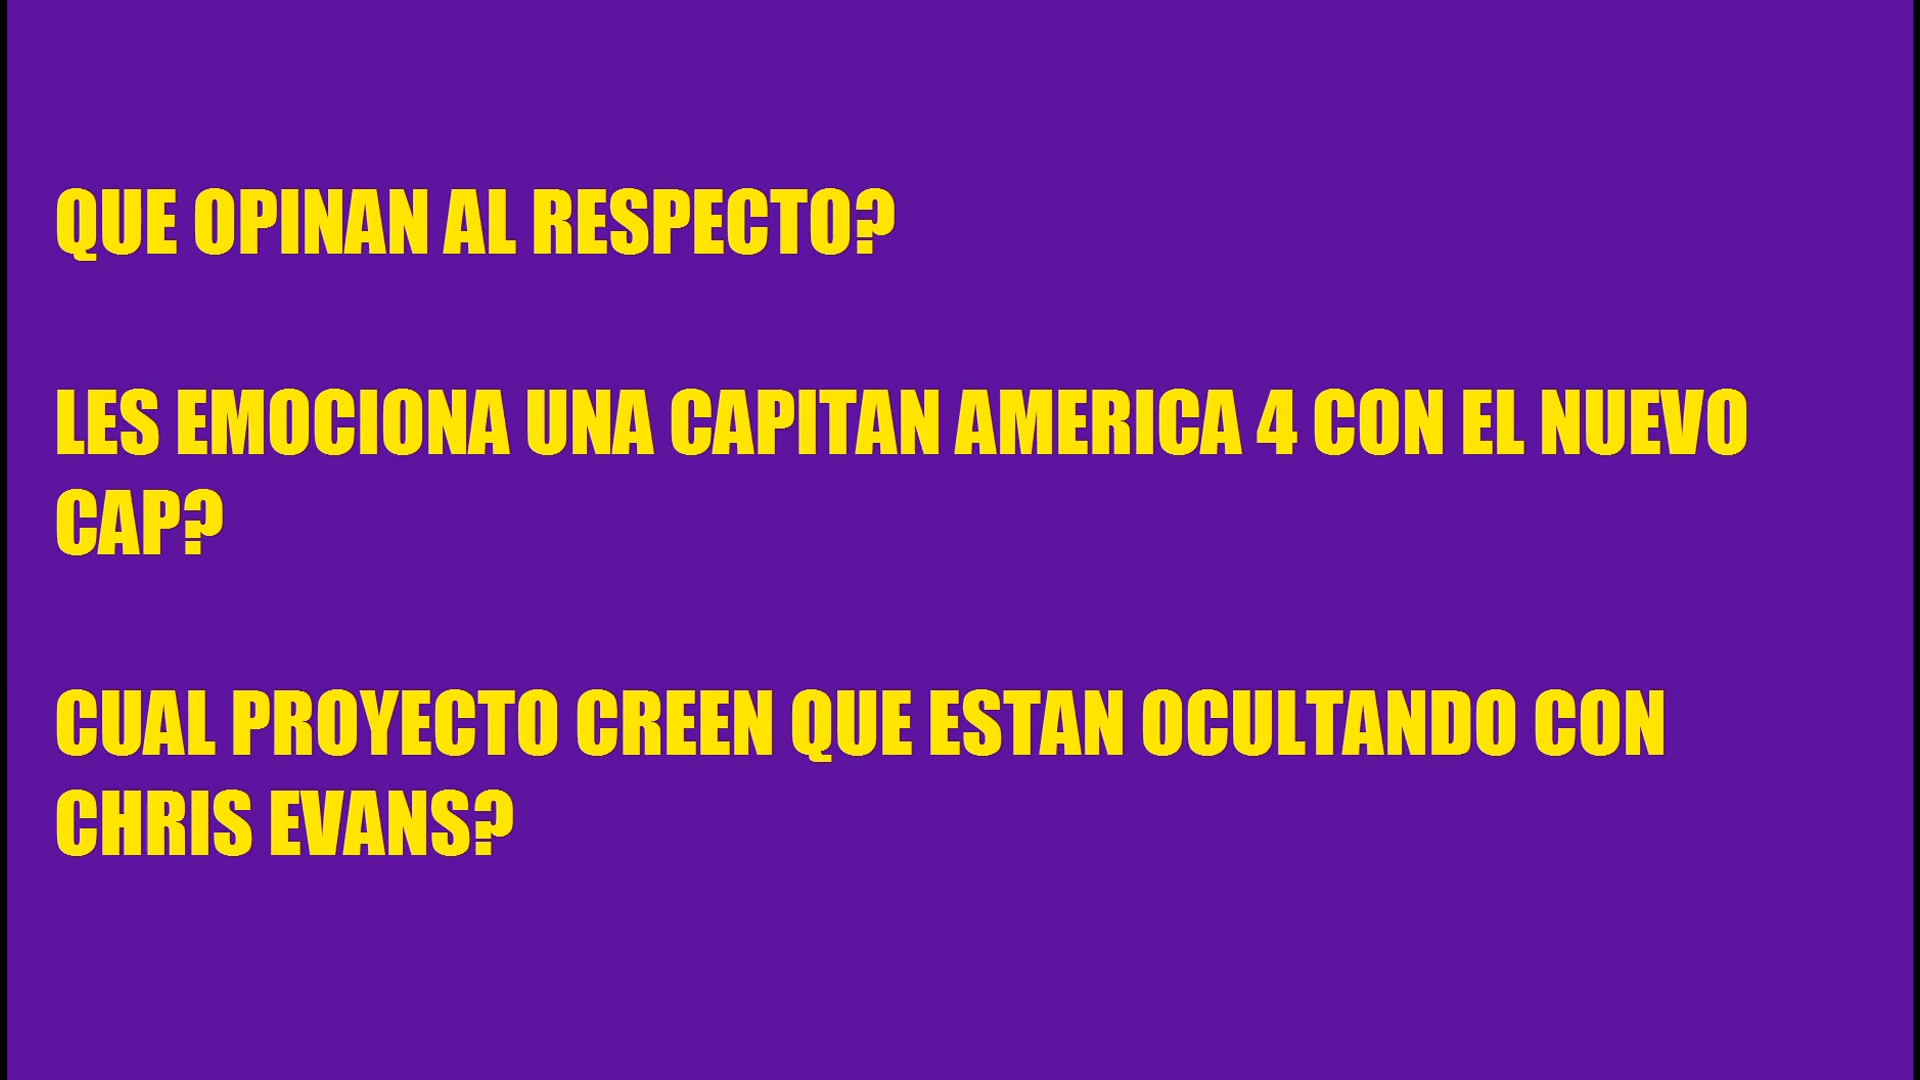 QUE OPINAN AL RESPECTO?
LES EMOCIONA UNA CAPITAN AMERICA 4 CON EL NUEVO
CAP?
CUAL PROYECTO CREEN QUE ESTAN OCULTANDO CON
CHRIS EVANS?